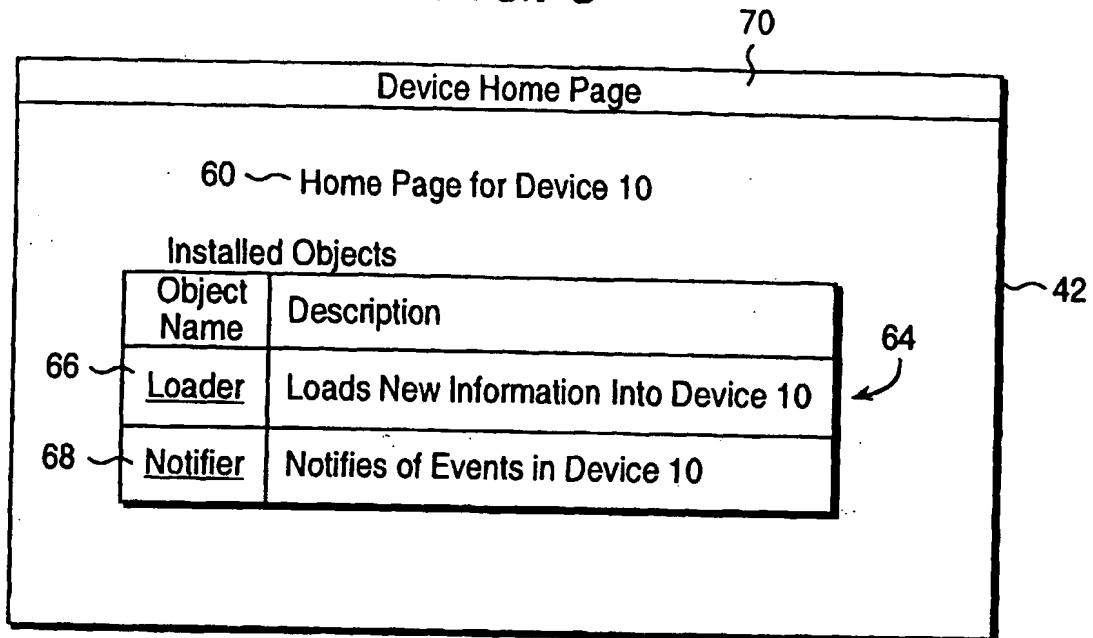 70
Device Home Page
60 Home Page for Device 10
Installed Objects
Object Name Description
42
64
66 Loader Loads New Information Into Device 10
68 Notifier Notifies of Events in Device 10